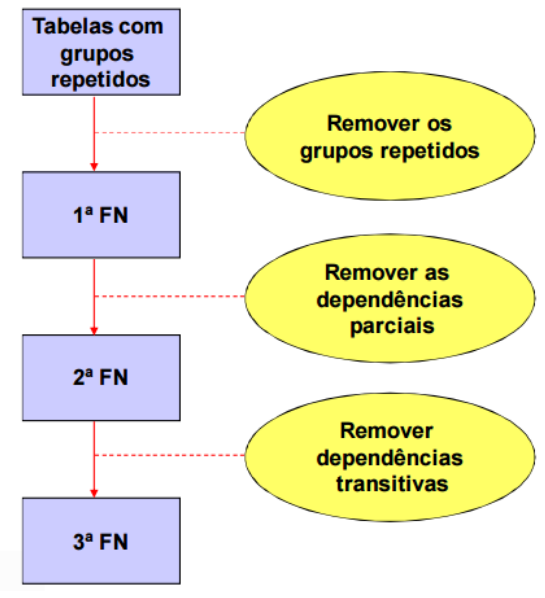 Tabelas com
grupos
repetidos
Remover os
grupos repetidos
1ª FN
Remover as
dependências
parciais
2ª FN
Remover
dependências
transitivas
3ª FN